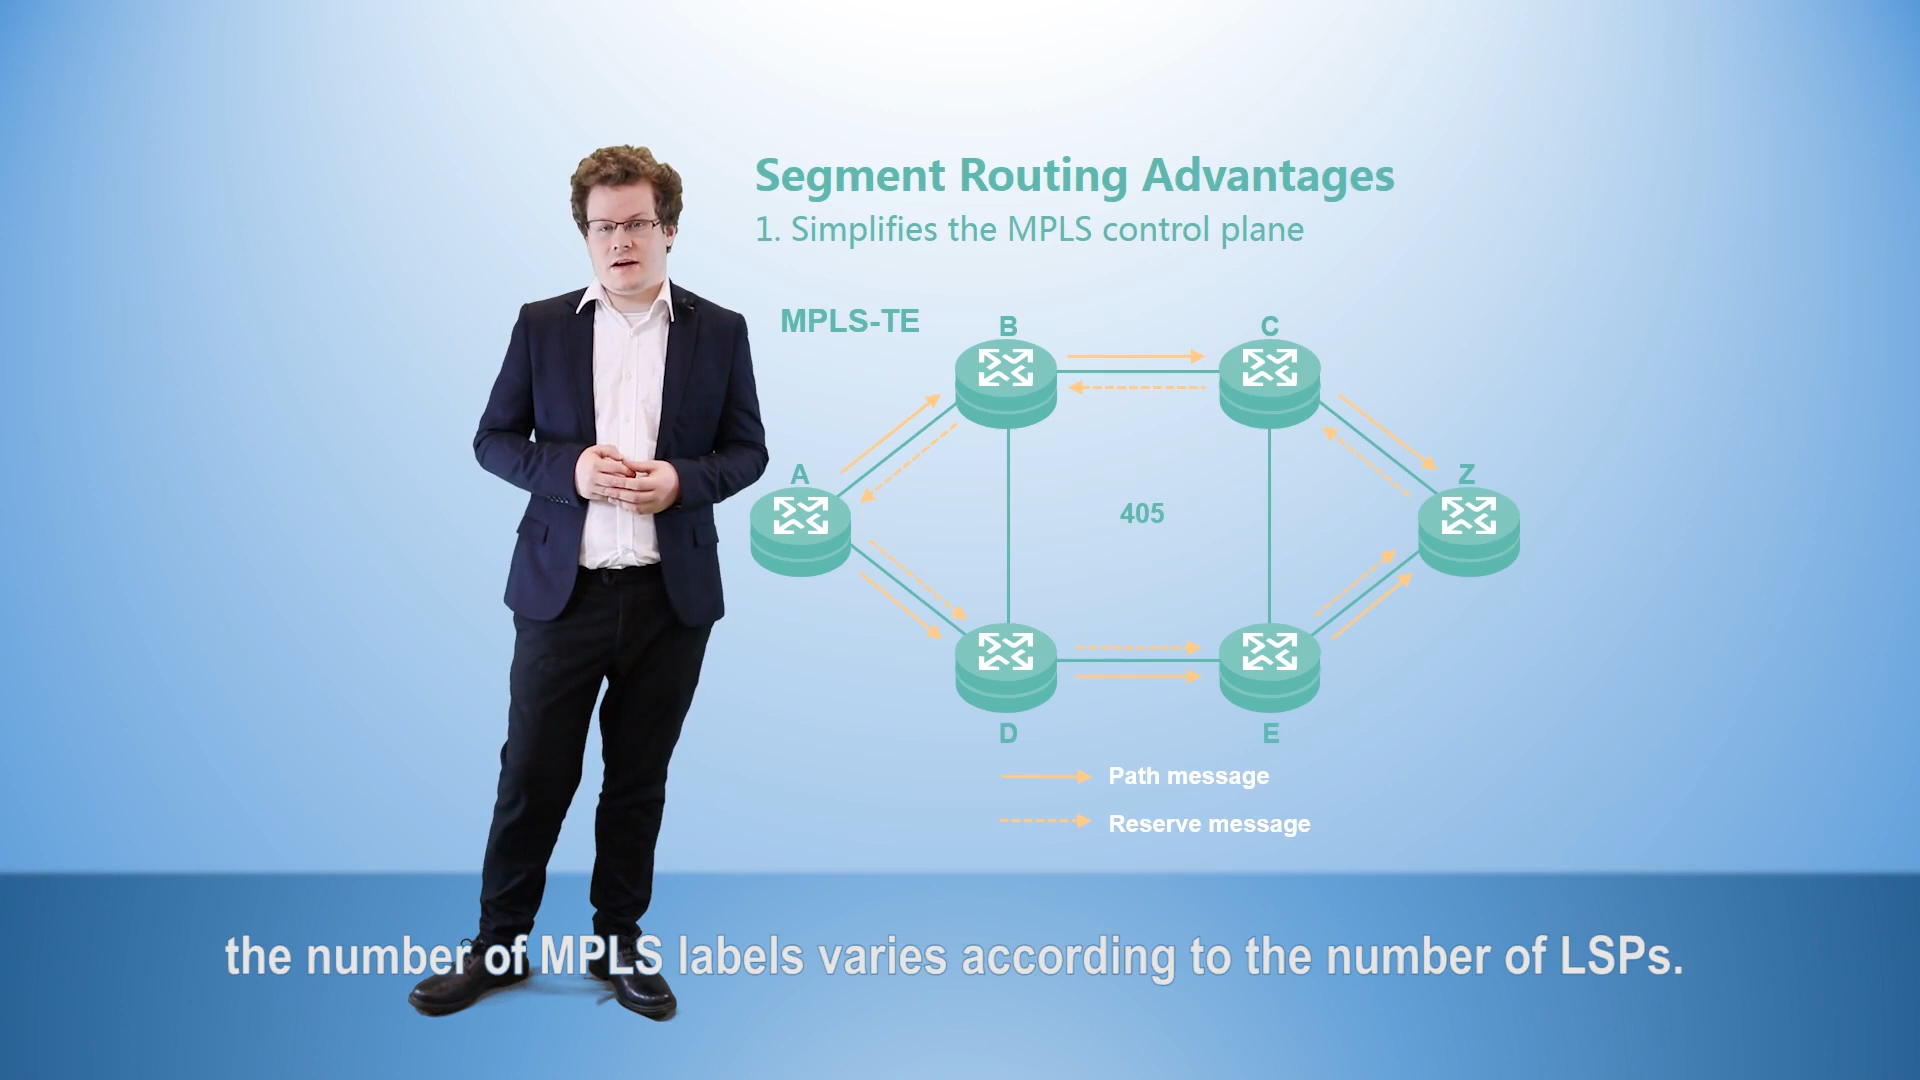 Segment Routing Advantages
1. Simplifies the MPLS control plane
MPLS-TE
B
C
A
Z
405
D
E
Path message
Reserve message
the number of MPLS labels varies according to the number of LSPs.